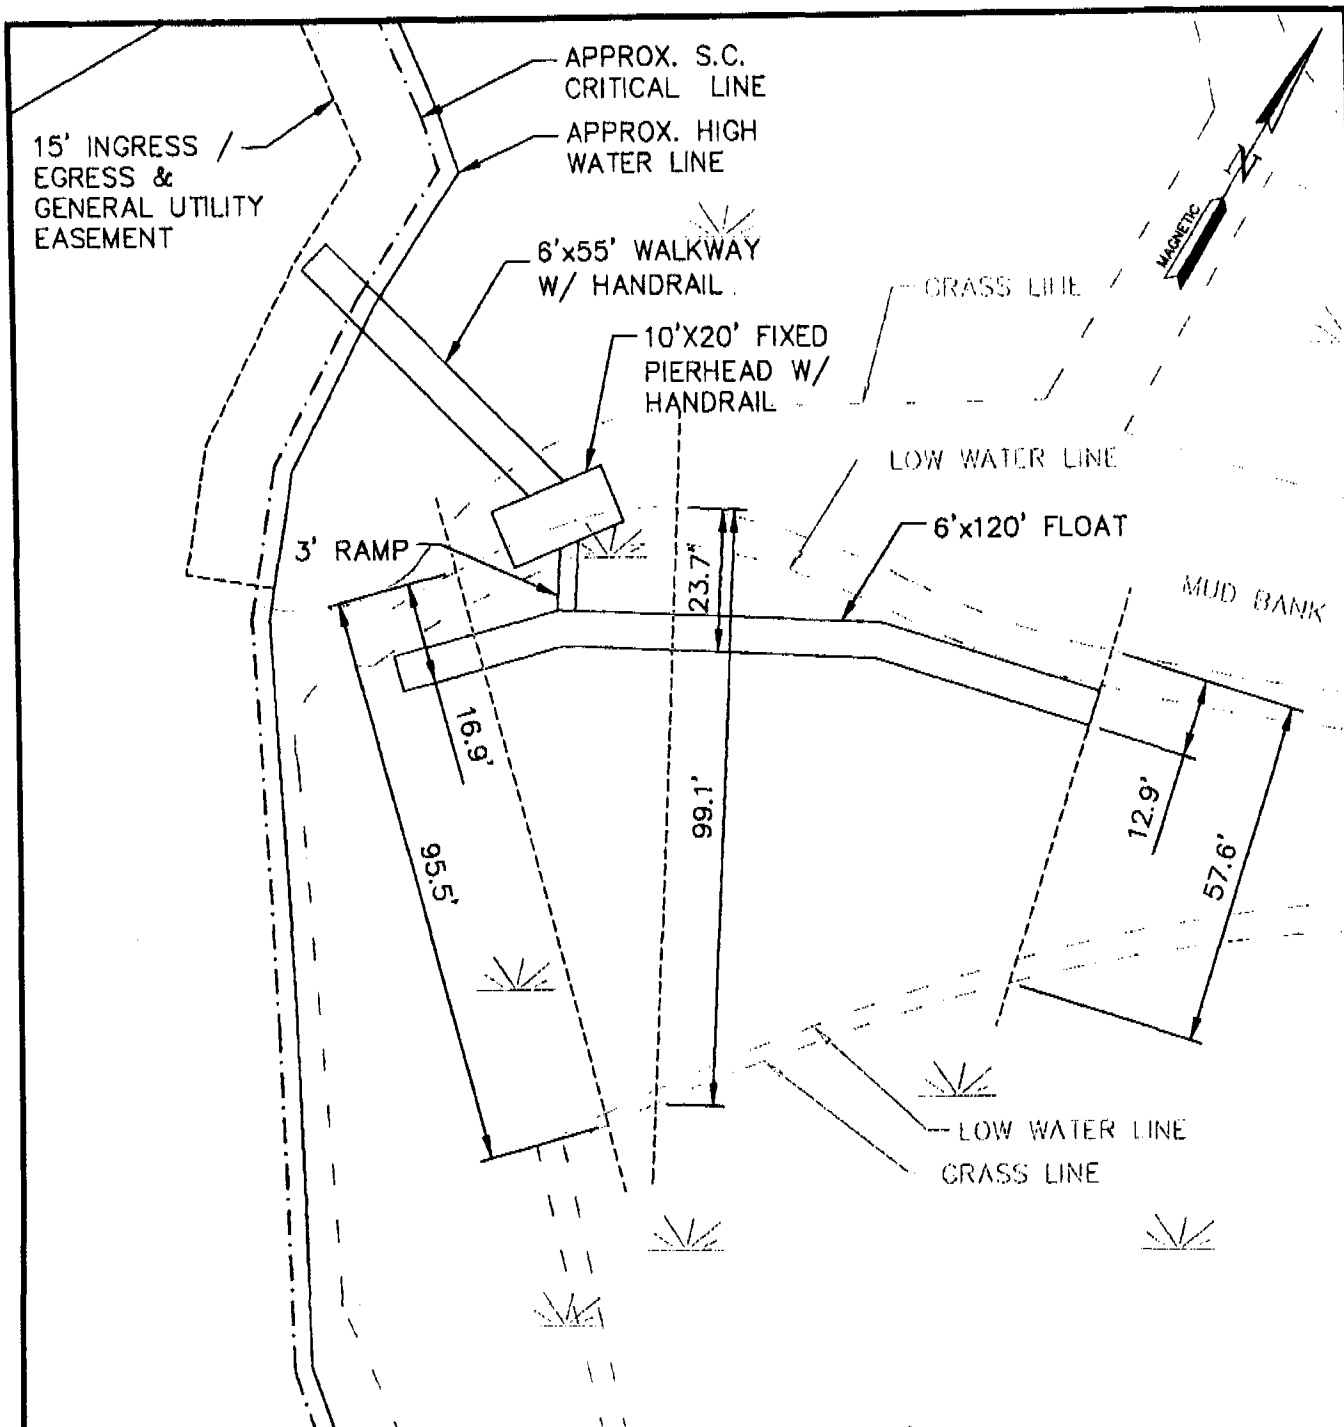 APPROX. S.C.
CRITICAL LINE
APPROX. HIGH
WATER LINE
15' INGRESS /
EGRESS &
GENERAL UTILITY
EASEMENT
N
MAGNETIC
6'x55' WALKWAY
W/ HANDRAIL
GRASS LINE
10'X20' FIXED
PIERHEAD W/
HANDRAIL
LOW WATER LINE
6'x120' FLOAT
3' RAMP
23.7'
MUD BANK
16.9'
99.1'
12.9'
95.5'
57.6'
LOW WATER LINE
GRASS LINE